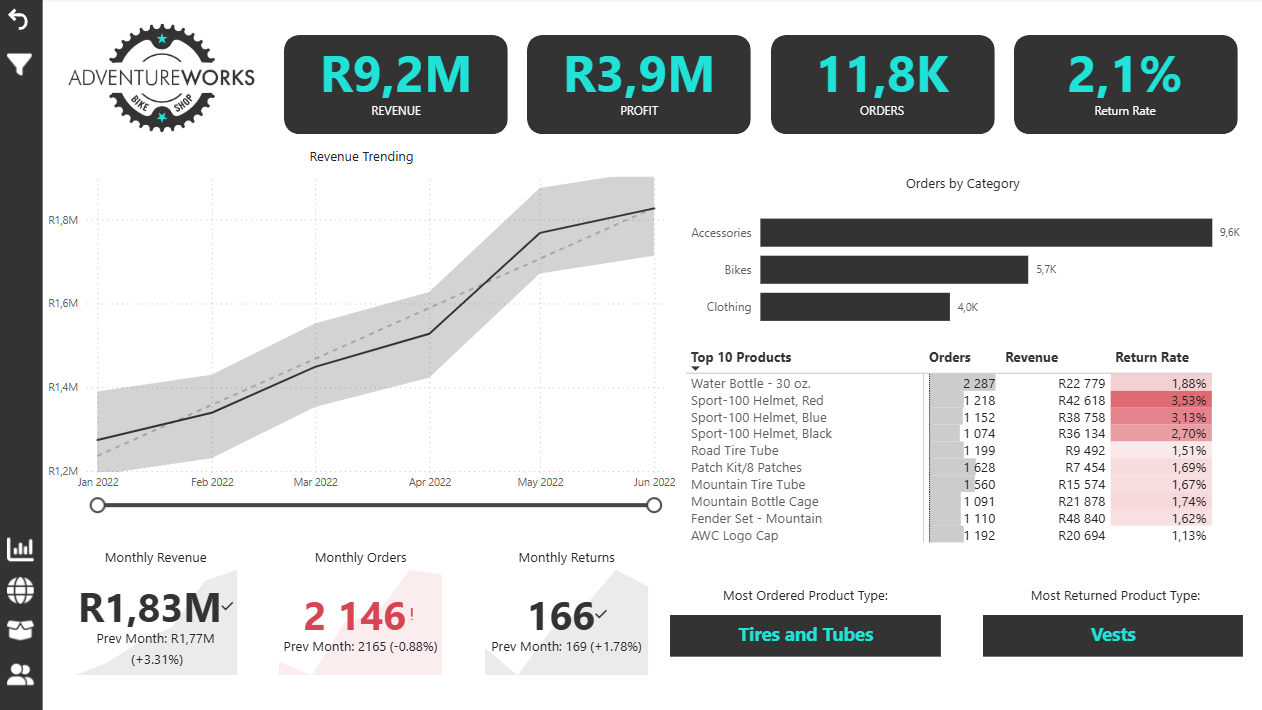 ADVENTUREWORKS
BIKE SHOP
R9,2M
REVENUE
R3,9M
PROFIT
11,8K
ORDERS
2,1%
Return Rate
Revenue Trending
R1,8M
R1,6M
R1,4M
R1,2M
Jan 2022 Feb 2022 Mar 2022 Apr 2022 May 2022 Jun 2022
Orders by Category
Accessories 9,6K
Bikes 5,7K
Clothing 4,0K
Top 10 Products Orders Revenue Return Rate
Water Bottle - 30 oz. 2 287 R22 779 1,88%
Sport-100 Helmet, Red 1 218 R42 618 3,53%
Sport-100 Helmet, Blue 1 152 R38 758 3,13%
Sport-100 Helmet, Black 1 074 R36 134 2,70%
Road Tire Tube 1 199 R9 492 1,51%
Patch Kit/8 Patches 1 628 R7 454 1,69%
Mountain Tire Tube 1 560 R15 574 1,67%
Mountain Bottle Cage 1 091 R21 878 1,74%
Fender Set - Mountain 1 110 R48 840 1,62%
AWC Logo Cap 1 192 R20 694 1,13%
Monthly Revenue
R1,83M
Prev Month: R1,77M
(+3.31%)
Monthly Orders
2 146!
Prev Month: 2165 (-0.88%)
Monthly Returns
166
Prev Month: 169 (+1.78%)
Most Ordered Product Type:
Tires and Tubes
Most Returned Product Type:
Vests